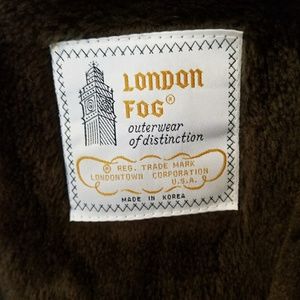 LONDON
FOG®
outerwear
of distinction
® REG. TRADE MARK
LONDONTOWN CORPORATION
U.S.A.
MADE IN KOREA